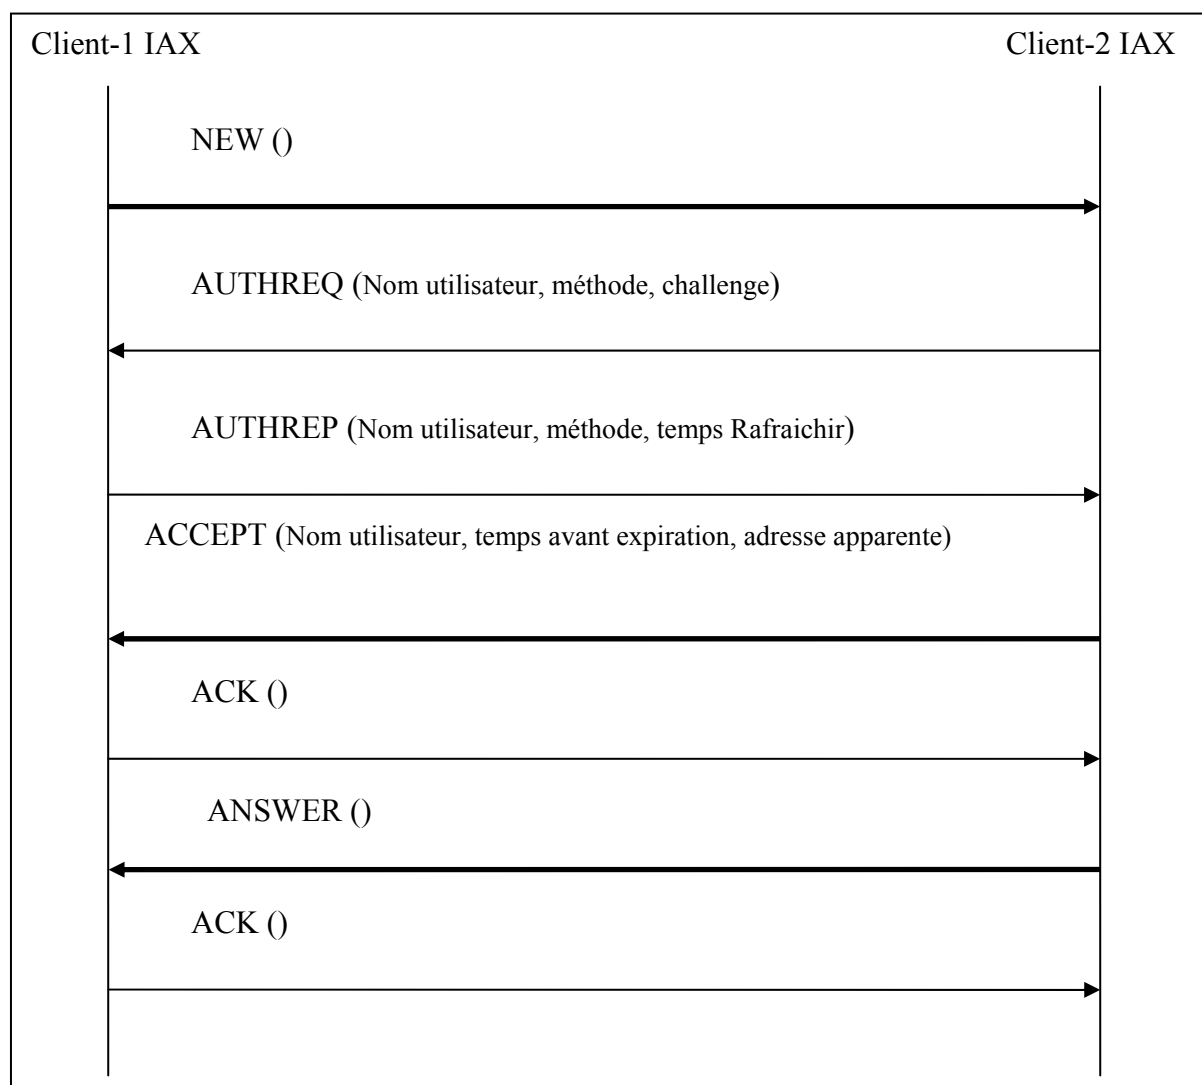 Client-1 IAX
Client-2 IAX
NEW ()
AUTHREQ (Nom utilisateur, méthode, challenge)
AUTHREP (Nom utilisateur, méthode, temps Rafraichir)
ACCEPT (Nom utilisateur, temps avant expiration, adresse apparente)
ACK ()
ANSWER ()
ACK ()